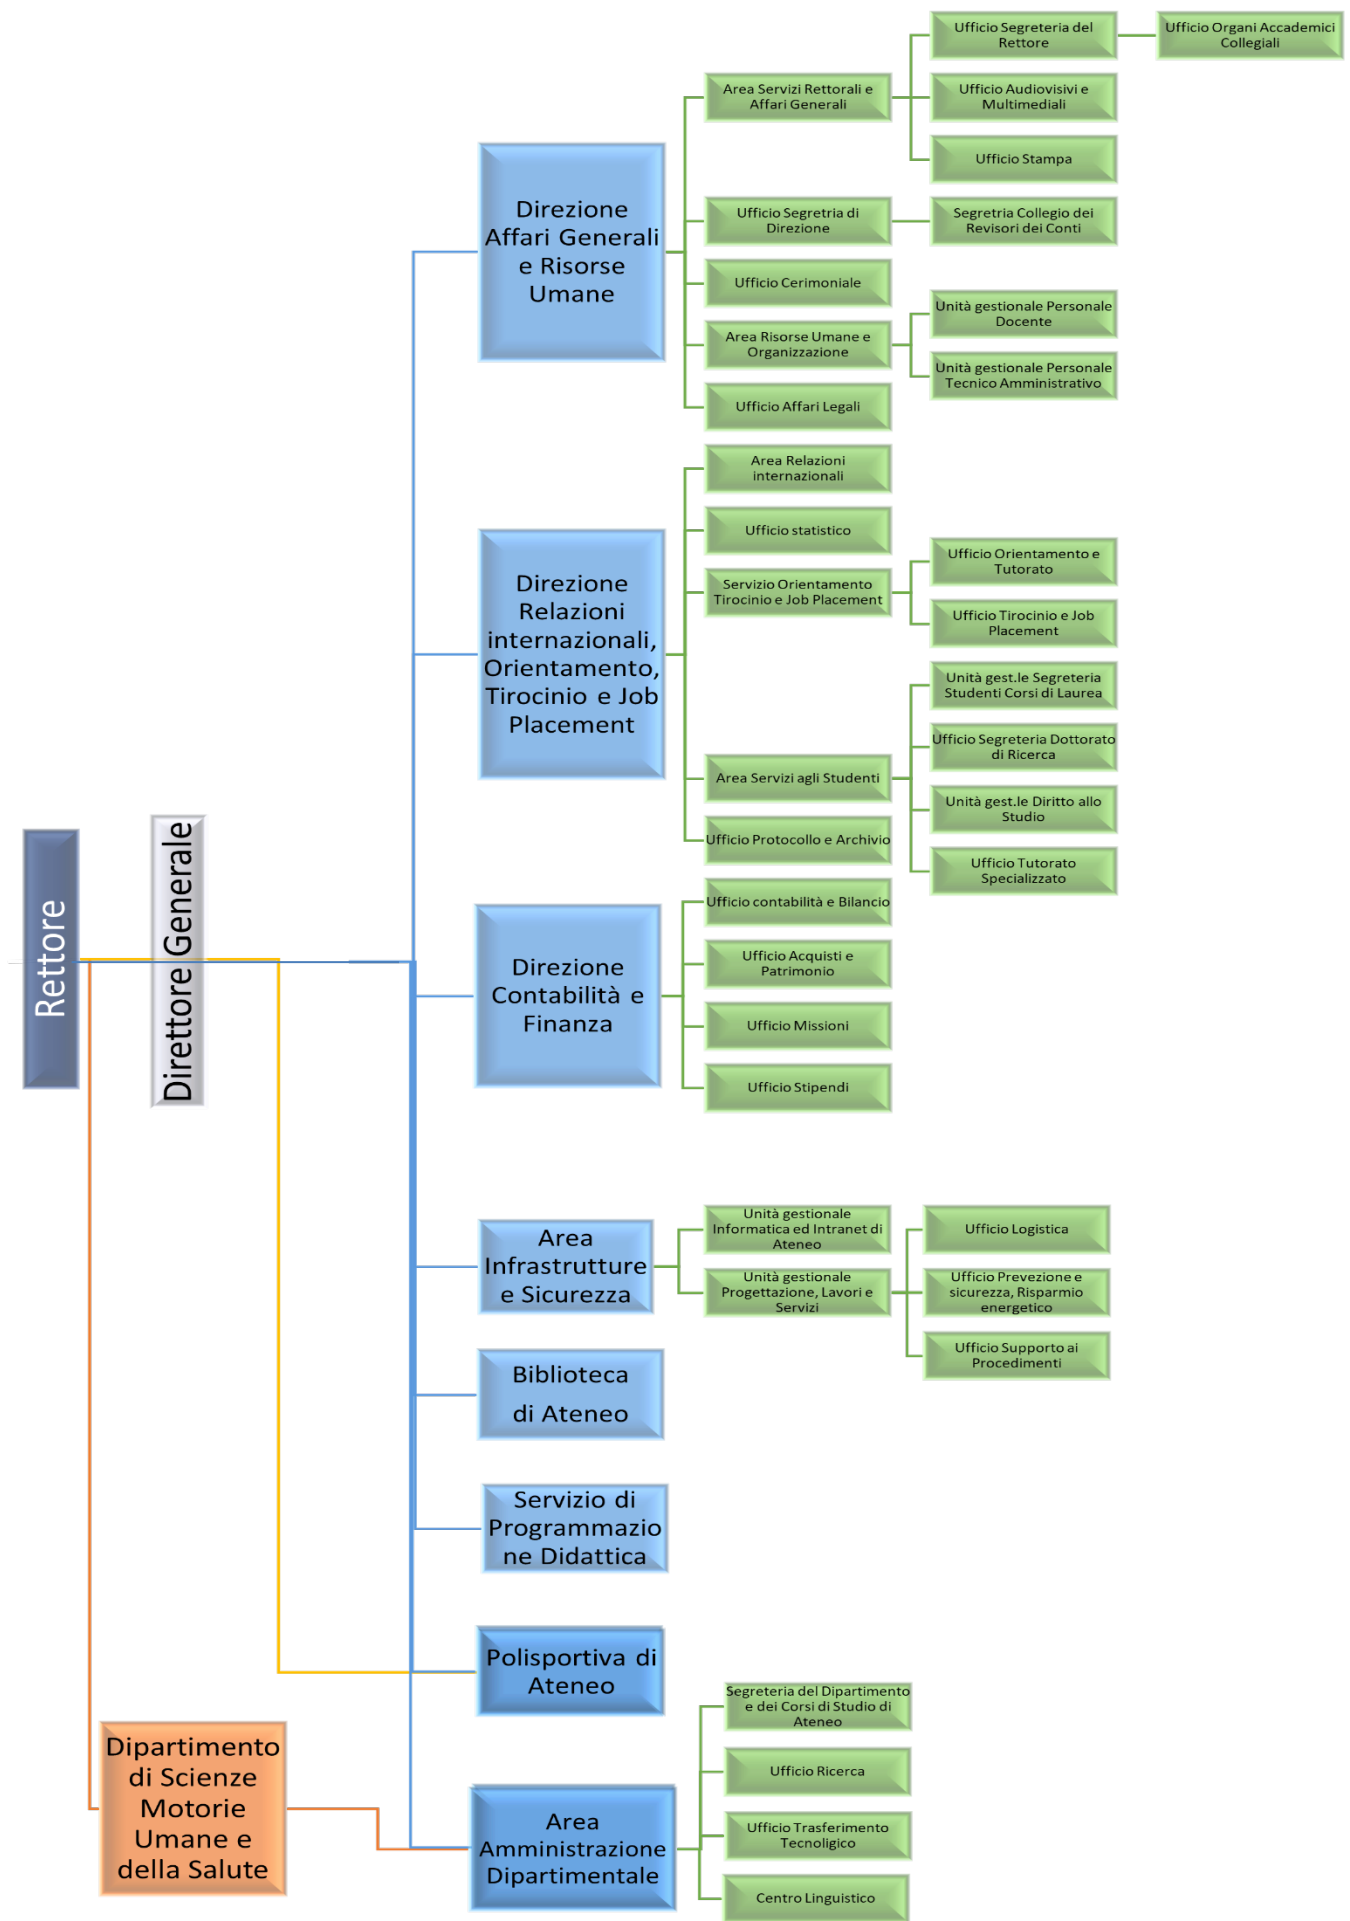 Rettore
Direttore Generale
Dipartimento
di Scienze
Motorie
Umane e
della Salute
Direzione
Affari Generali
e Risorse
Umane
Area Servizi Rettorali e
Affari Generali
Ufficio Segreteria del
Rettore
Ufficio Organi Accademici
Collegiali
Ufficio Audiovisivi e
Multimediali
Ufficio Stampa
Ufficio Segretria di
Direzione
Segretria Collegio dei
Revisori dei Conti
Ufficio Cerimoniale
Area Risorse Umane e
Organizzazione
Unità gestionale Personale
Docente
Unità gestionale Personale
Tecnico Amministrativo
Ufficio Affari Legali
Direzione
Relazioni
internazionali,
Orientamento,
Tirocinio e Job
Placement
Area Relazioni
internazionali
Ufficio statistico
Servizio Orientamento
Tirocinio e Job Placement
Ufficio Orientamento e
Tutorato
Ufficio Tirocinio e Job
Placement
Area Servizi agli Studenti
Unità gest.le Segreteria
Studenti Corsi di Laurea
Ufficio Segreteria Dottorato
di Ricerca
Unità gest.le Diritto allo
Studio
Ufficio Tutorato
Specializzato
Ufficio Protocollo e Archivio
Direzione
Contabilità e
Finanza
Ufficio contabilità e Bilancio
Ufficio Acquisti e
Patrimonio
Ufficio Missioni
Ufficio Stipendi
Area
Infrastrutture
e Sicurezza
Unità gestionale
Informatica ed Intranet di
Ateneo
Unità gestionale
Progettazione, Lavori e
Servizi
Ufficio Logistica
Ufficio Prevezione e
sicurezza, Risparmio
energetico
Ufficio Supporto ai
Procedimenti
Biblioteca
di Ateneo
Servizio di
Programmazio
ne Didattica
Polisportiva di
Ateneo
Area
Amministrazione
Dipartimentale
Segreteria del Dipartimento
e dei Corsi di Studio di
Ateneo
Ufficio Ricerca
Ufficio Trasferimento
Tecnoligico
Centro Linguistico